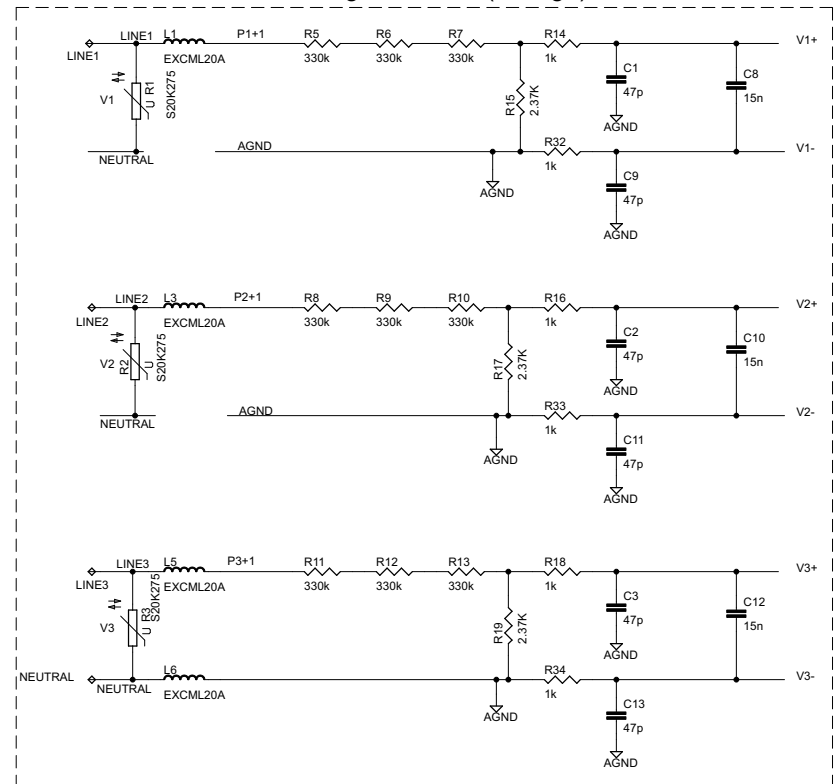 LINE1 L1 P1+1 R5 R6 R7 R14 V1+
LINE1 EXCML20A 330k 330k 330k 1k
C1 C8
47p 15n
V1 U R1 S20K275 R15 2.37K
AGND
NEUTRAL AGND R32 V1-
1k
AGND C9
47p
AGND
LINE2 L3 P2+1 R8 R9 R10 R16 V2+
LINE2 EXCML20A 330k 330k 330k 1k
C2 C10
47p 15n
V2 R2 U S20K275 R17 2.37K
AGND
NEUTRAL AGND R33 V2-
1k
AGND C11
47p
AGND
LINE3 L5 P3+1 R11 R12 R13 R18 V3+
LINE3 EXCML20A 330k 330k 330k 1k
C3 C12
47p 15n
V3 U R3 S20K275 R19 2.37K
AGND
NEUTRAL NEUTRAL L6 R34 V3-
EXCML20A 1k
AGND C13
47p
AGND